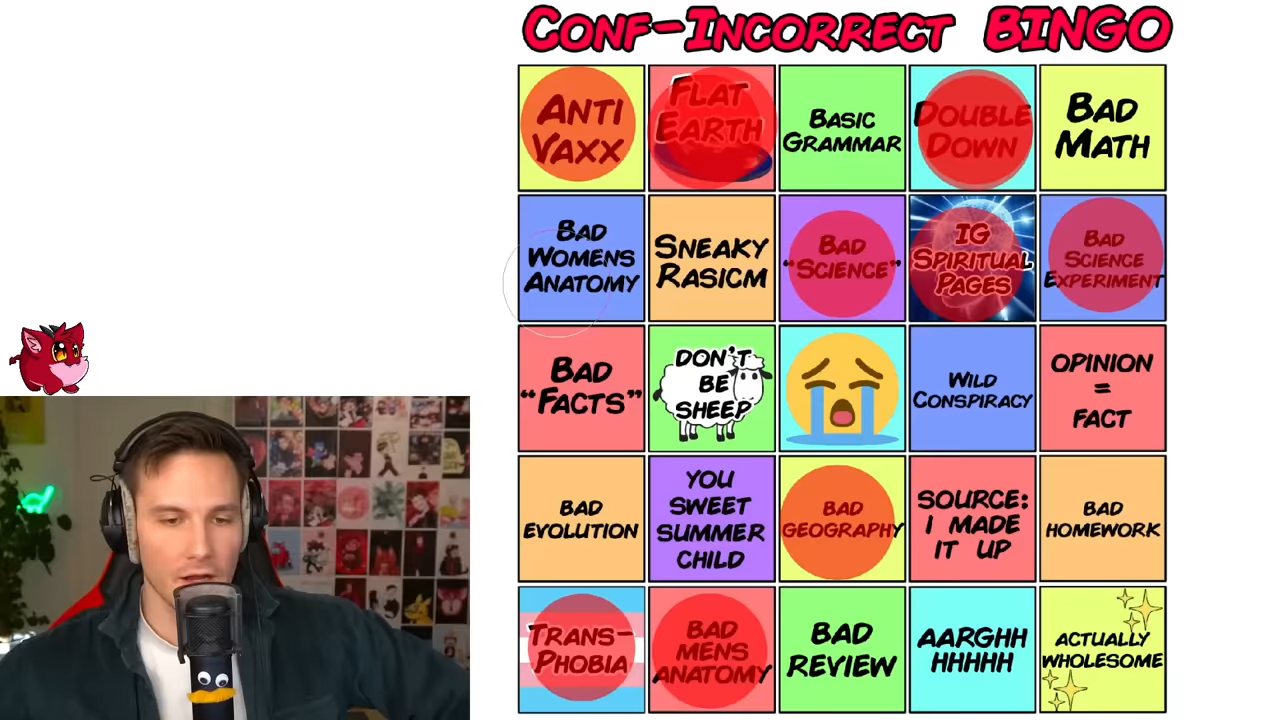 CONF-INCORRECT BINGO
ANTI
VAXX
FLAT
EARTH
BASIC
GRAMMAR
DOUBLE
DOWN
BAD
MATH
BAD
WOMENS
ANATOMY
SNEAKY
RASICM
BAD
“SCIENCE”
IG
SPIRITUAL
PAGES
BAD
SCIENCE
EXPERIMENT
BAD
“FACTS”
DON'T
BE
SHEEP
WILD
CONSPIRACY
OPINION
=
FACT
BAD
EVOLUTION
YOU
SWEET
SUMMER
CHILD
BAD
GEOGRAPHY
SOURCE:
I MADE
IT UP
BAD
HOMEWORK
TRANS-
PHOBIA
BAD
MENS
ANATOMY
BAD
REVIEW
AARGHH
HHHHH
ACTUALLY
WHOLESOME